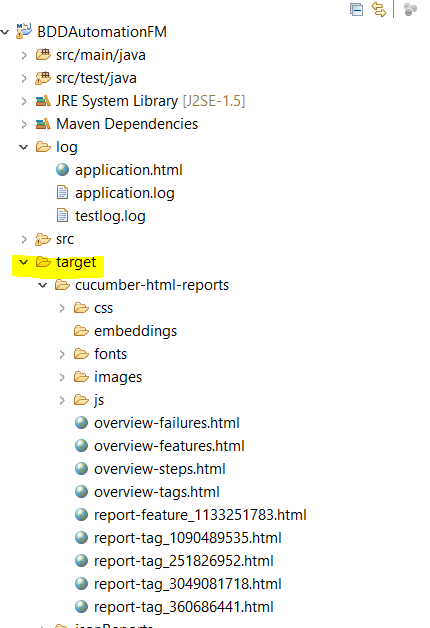 BDDAutomationFM
src/main/java
src/test/java
JRE System Library [J2SE-1.5]
Maven Dependencies
log
application.html
application.log
testlog.log
src
target
cucumber-html-reports
css
embeddings
fonts
images
js
overview-failures.html
overview-features.html
overview-steps.html
overview-tags.html
report-feature_1133251783.html
report-tag_1090489535.html
report-tag_251826952.html
report-tag_3049081718.html
report-tag_360686441.html